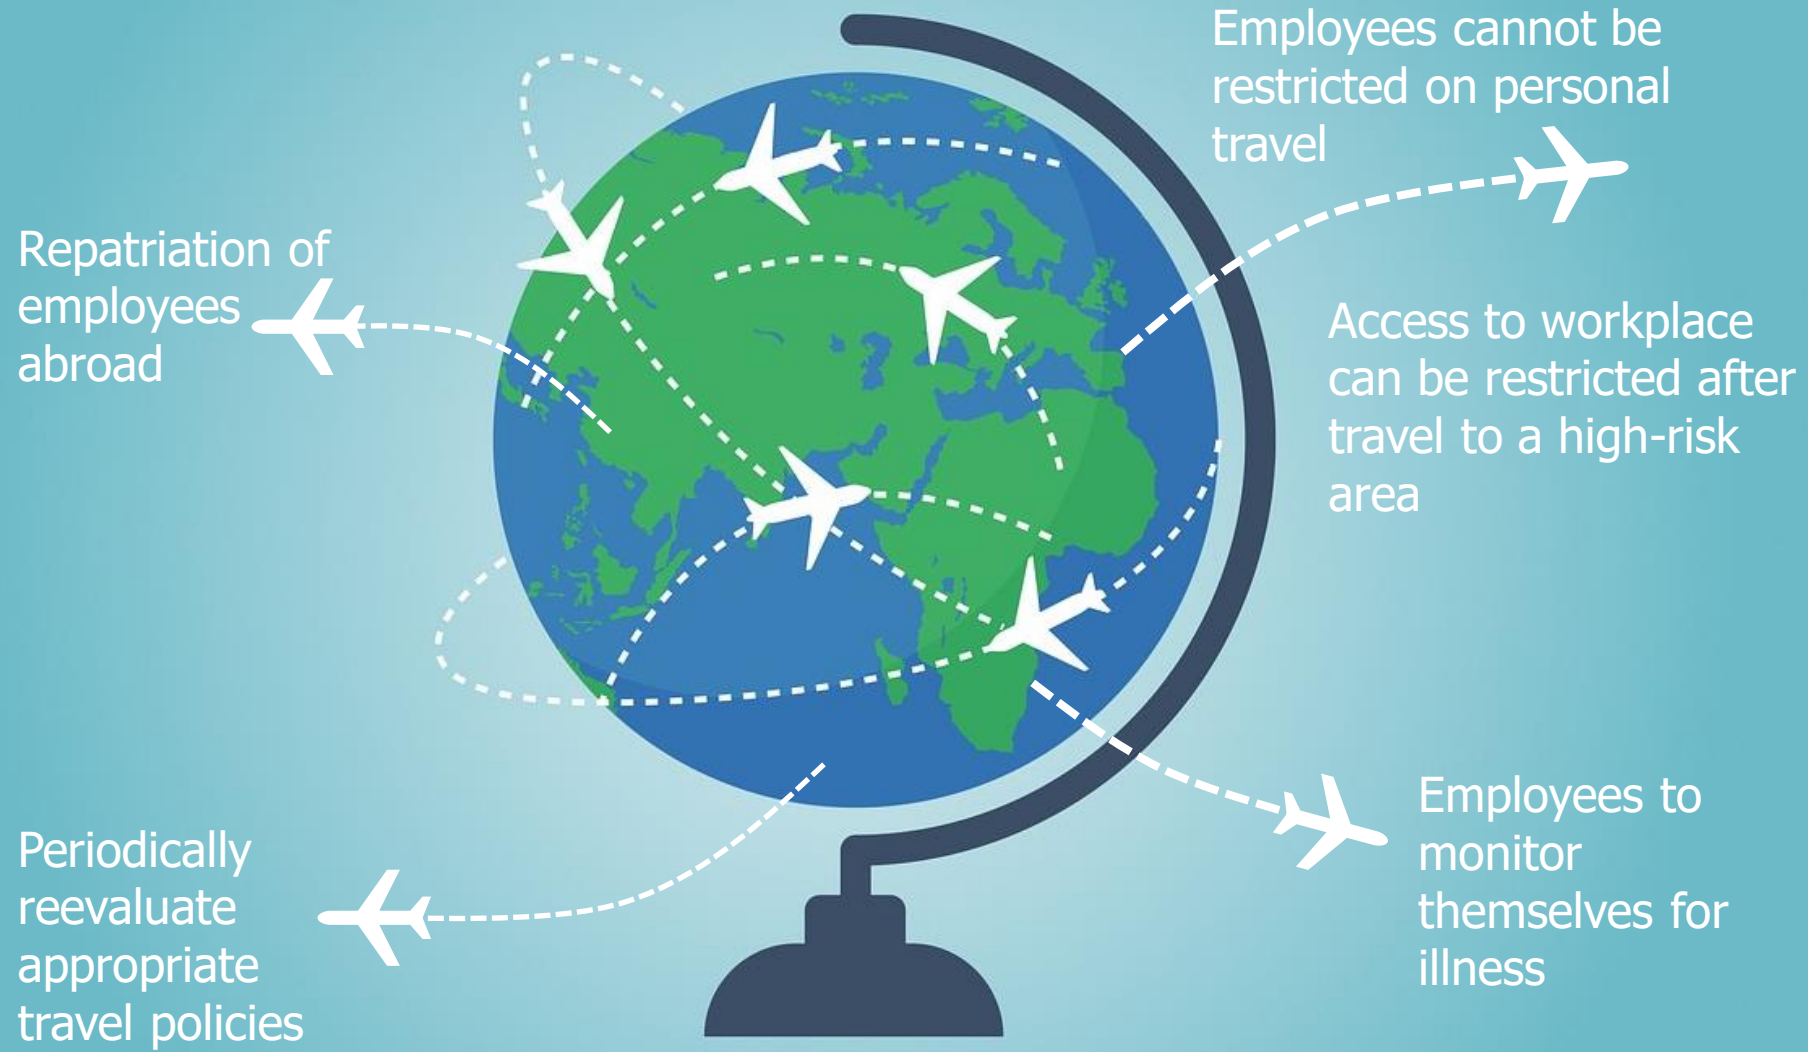 Employees cannot be
restricted on personal
travel
Repatriation of
employees
abroad
Access to workplace
can be restricted after
travel to a high-risk
area
Periodically
reevaluate
appropriate
travel policies
Employees to
monitor
themselves for
illness